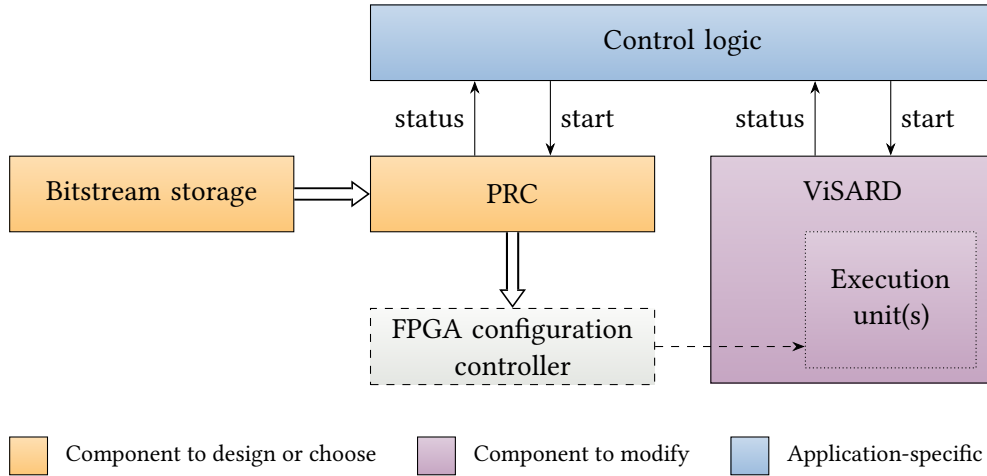 Control logic
status
start
status
start
Bitstream storage
PRC
ViSARD
Execution
unit(s)
FPGA configuration
controller
Component to design or choose
Component to modify
Application-specific